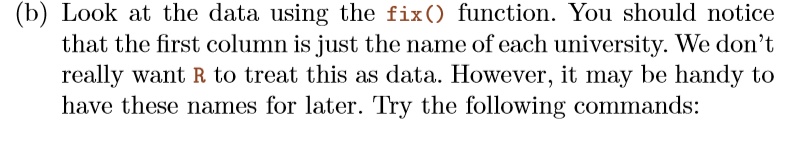 (b) Look at the data using the fix() function. You should notice
that the first column is just the name of each university. We don't
really want R to treat this as data. However, it may be handy to
have these names for later. Try the following commands: